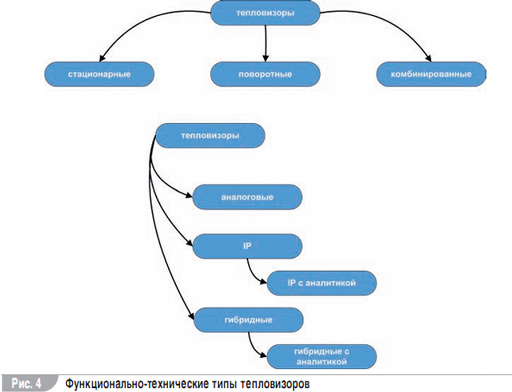 тепловизоры
стационарные
поворотные
комбинированные
тепловизоры
аналоговые
IP
IP с аналитикой
гибридные
гибридные с
аналитикой
Рис. 4 Функционально-технические типы тепловизоров